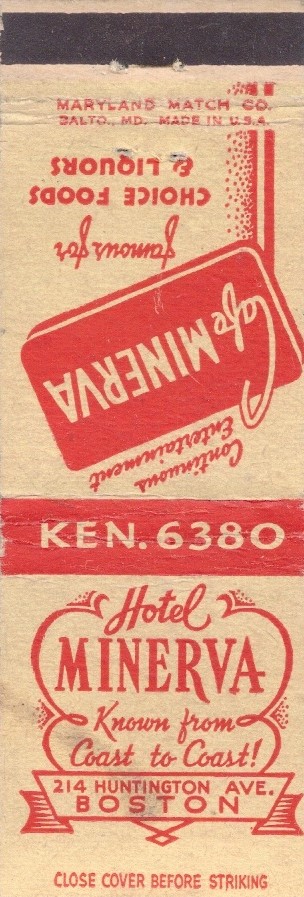 MARYLAND MATCH CO.
BALTO., MD. MADE IN U.S.A.
Continuous
Entertainment
Cafe MINERVA
famous for
CHOICE FOODS
& LIQUORS
KEN. 6380
Hotel
MINERVA
Known from
Coast to Coast!
214 HUNTINGTON AVE.
BOSTON
CLOSE COVER BEFORE STRIKING